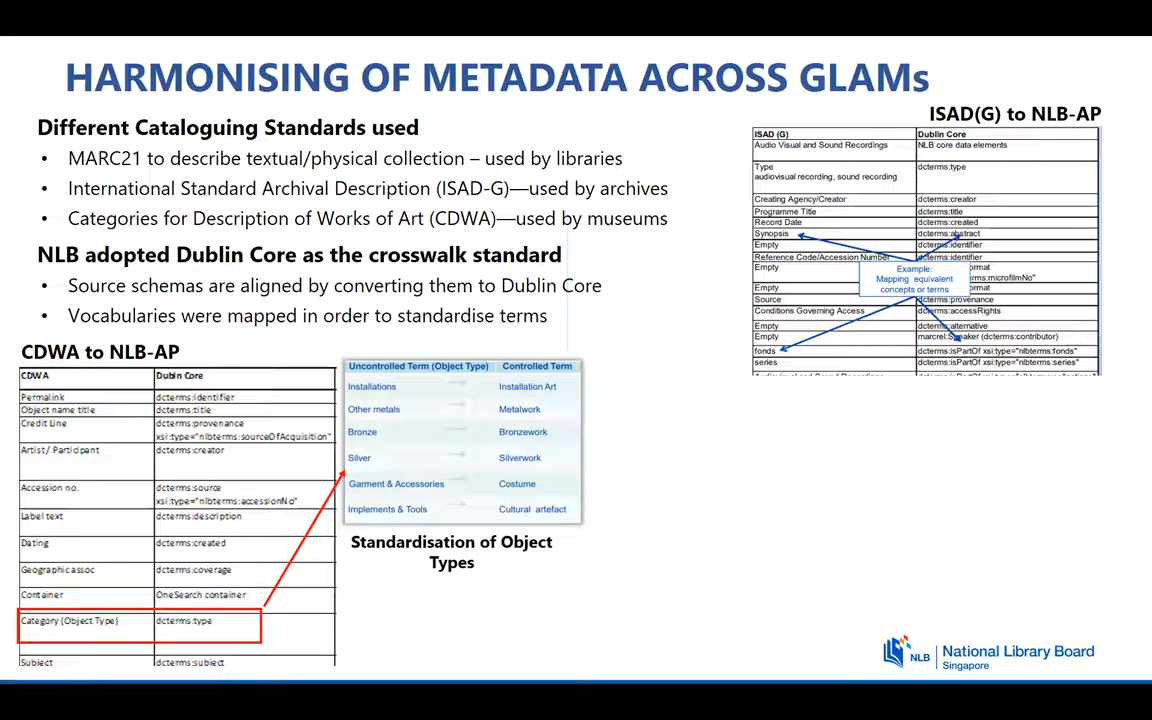 HARMONISING OF METADATA ACROSS GLAMs
Different Cataloguing Standards used
• MARC21 to describe textual/physical collection – used by libraries
• International Standard Archival Description (ISAD-G)—used by archives
• Categories for Description of Works of Art (CDWA)—used by museums
NLB adopted Dublin Core as the crosswalk standard
• Source schemas are aligned by converting them to Dublin Core
• Vocabularies were mapped in order to standardise terms
CDWA to NLB-AP
CDWA Dublin Core
Permalink dcterms:identifier
Object name title dcterms:title
Credit Line dcterms:provenance
xsi:type="nlbterms:sourceOfAcquisition"
Artist/ Participant dcterms:creator
Accession no. dcterms:source
xsi:type="nlbterms:accessionNo"
Label text dcterms:description
Dating dcterms:created
Geographic assoc dcterms:coverage
Container OneSearch container
Category (Object Type) dcterms:type
Subject dcterms:subject
Uncontrolled Term (Object Type) Controlled Term
Installations Installation Art
Other metals Metalwork
Bronze Bronzework
Silver Silverwork
Garment & Accessories Costume
Implements & Tools Cultural artefact
Standardisation of Object
Types
ISAD(G) to NLB-AP
ISAD (G) Dublin Core
Audio Visual and Sound Recordings NLB core data elements
Type dcterms:type
audiovisual recording, sound recording
Creating Agency/Creator dcterms:creator
Programme Title dcterms:title
Record Date dcterms:created
Synopsis dcterms:abstract
Empty dcterms:identifier
Reference Code/Accession Number dcterms:identifier
Empty ormat
rms:microfilmNo"
Empty ormat
Source dcterms:provenance
Conditions Governing Access dcterms:accessRights
Empty dcterms:alternative
Empty marcrel:Speaker (dcterms:contributor)
fonds dcterms:isPartOf xsi:type="nlbterms:fonds"
series dcterms:isPartOf xsi:type="nlbterms:series"
Example:
Mapping equivalent
concepts or terms
NLB
National Library Board
Singapore